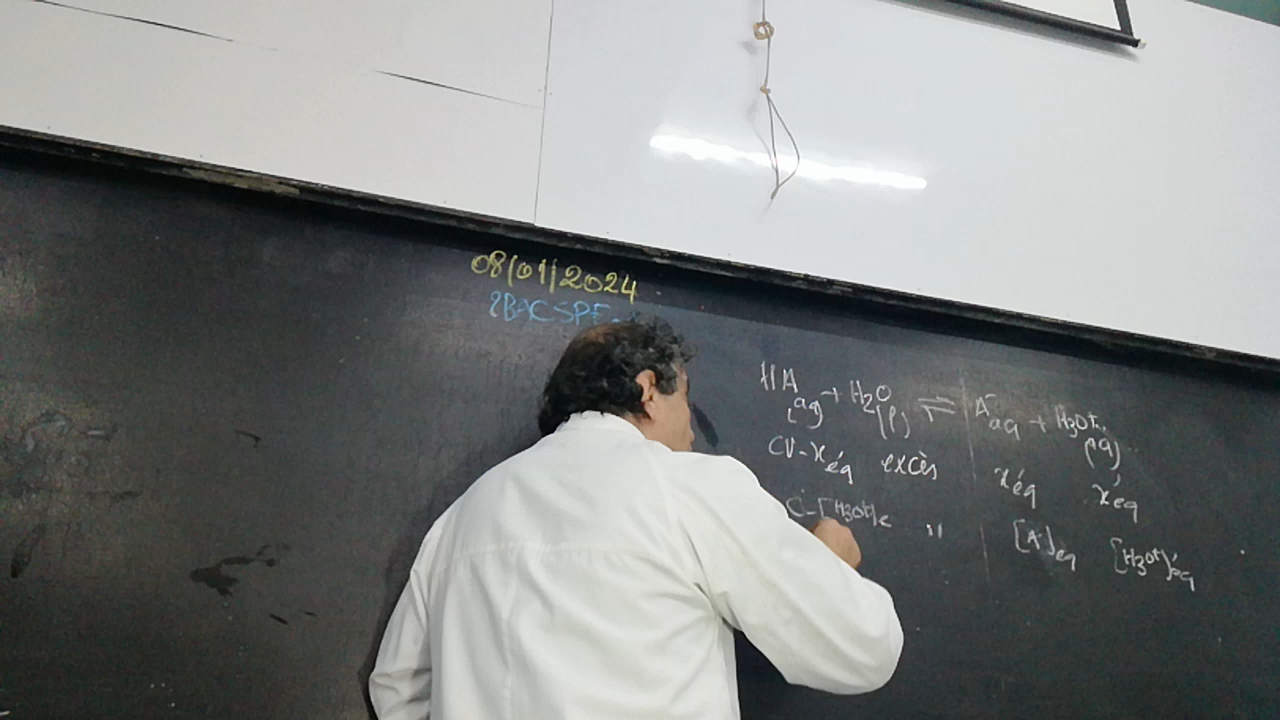 08/01/2024
2BACSPF
HA aq + H2O (l) ⇌ A- aq + H3O+ (aq)
CV-xéq excès xéq xéq
C-[H3O+]é " [A-]éq [H3O+]éq